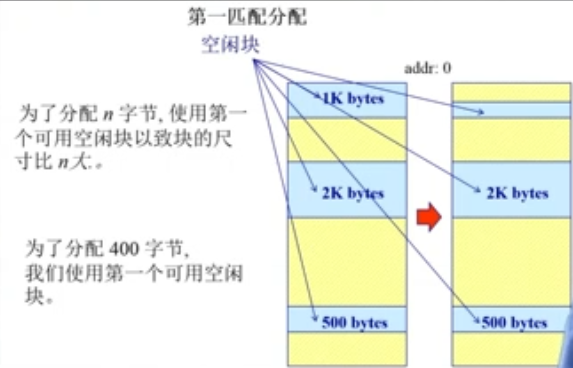 第一匹配分配
空闲块
addr: 0
为了分配 n 字节, 使用第一
个可用空闲块以致块的尺
寸比 n大.。
为了分配 400 字节,
我们使用第一个可用空闲
块。
1K bytes
2K bytes
2K bytes
500 bytes
500 bytes